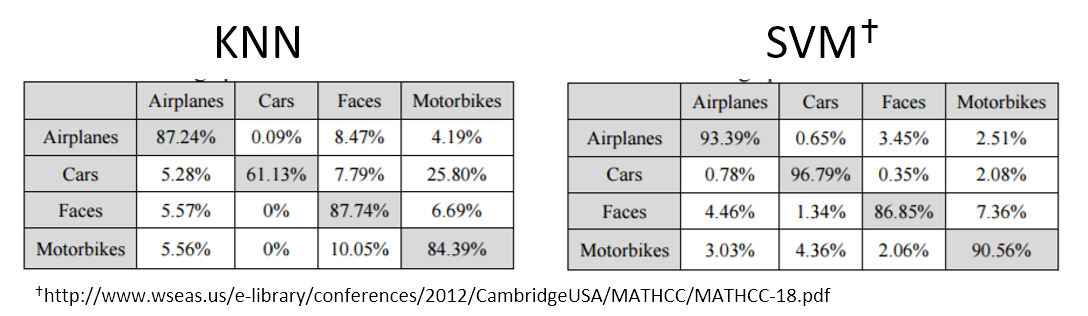 KNN
Airplanes Cars Faces Motorbikes
Airplanes 87.24% 0.09% 8.47% 4.19%
Cars 5.28% 61.13% 7.79% 25.80%
Faces 5.57% 0% 87.74% 6.69%
Motorbikes 5.56% 0% 10.05% 84.39%
SVM†
Airplanes Cars Faces Motorbikes
Airplanes 93.39% 0.65% 3.45% 2.51%
Cars 0.78% 96.79% 0.35% 2.08%
Faces 4.46% 1.34% 86.85% 7.36%
Motorbikes 3.03% 4.36% 2.06% 90.56%
†http://www.wseas.us/e-library/conferences/2012/CambridgeUSA/MATHCC/MATHCC-18.pdf